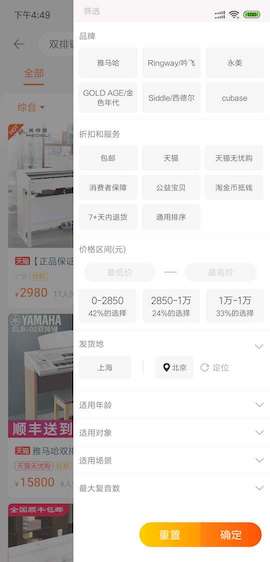 下午4:49
筛选
双排
全部
综合
品牌
雅马哈 Ringway/吟飞 永美
GOLD AGE/金色年代 Siddle/西德尔 cubase
折扣和服务
包邮 天猫 天猫无忧购
消费者保障 公益宝贝 淘金币抵钱
7+天内退货 通用排序
价格区间(元)
最低价 — 最高价
0-2850 2850-1万 1万-1万
42%的选择 24%的选择 33%的选择
发货地
上海 北京 定位
适用年龄
适用对象
适用场景
最大复音数
重置 确定
天猫 【正品保证
¥2980
YAMAHA
顺丰送到
天猫 雅马哈双排
天猫无忧购
¥15800
全国顺丰包邮